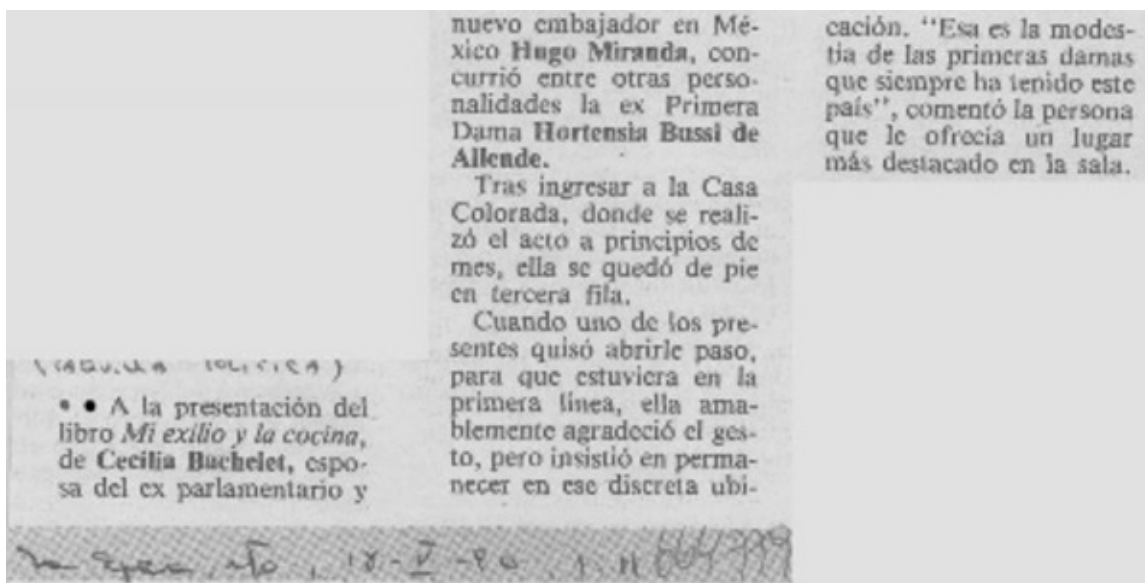 • • A la presentación del
libro Mi exilio y la cocina,
de Cecilia Bachelet, espo-
sa del ex parlamentario y
nuevo embajador en Mé-
xico Hugo Miranda, con-
currió entre otras perso-
nalidades la ex Primera
Dama Hortensia Bussi de
Allende.
Tras ingresar a la Casa
Colorada, donde se reali-
zó el acto a principios de
mes, ella se quedó de pie
en tercera fila.
Cuando uno de los pre-
sentes quisó abrirle paso,
para que estuviera en la
primera línea, ella ama-
blemente agradeció el ges-
to, pero insistió en perma-
necer en ese discreta ubi-
cación. “Esa es la modes-
tia de las primeras damas
que siempre ha tenido este
país”, comentó la persona
que le ofrecía un lugar
más destacado en la sala.
18-V-90